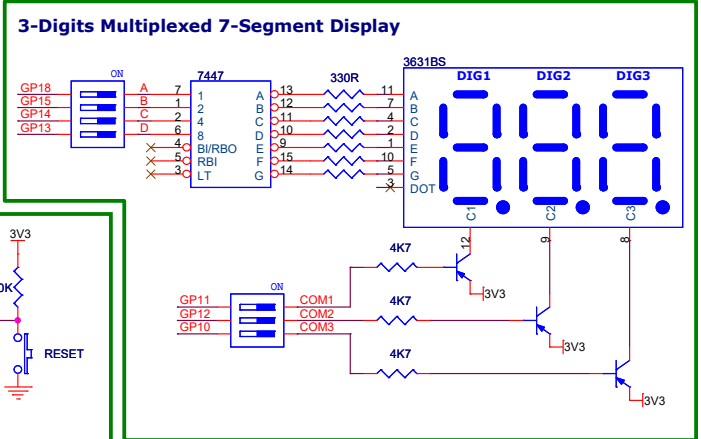 3-Digits Multiplexed 7-Segment Display
ON
GP18
GP15
GP14
GP13
A
B
C
D
7447
7 1
1 2
2 4
6 8
4 BI/RBO
5 RBI
3 LT
A 13
B 12
C 11
D 10
E 9
F 15
G 14
330R
3631BS
DIG1 DIG2 DIG3
11 A
7 B
4 C
2 D
1 E
10 F
5 G
3 DOT
C1 C2 C3
12 9 8
3V3
0K
RESET
ON
GP11 COM1
GP12 COM2
GP10 COM3
4K7
3V3
4K7
3V3
4K7
3V3